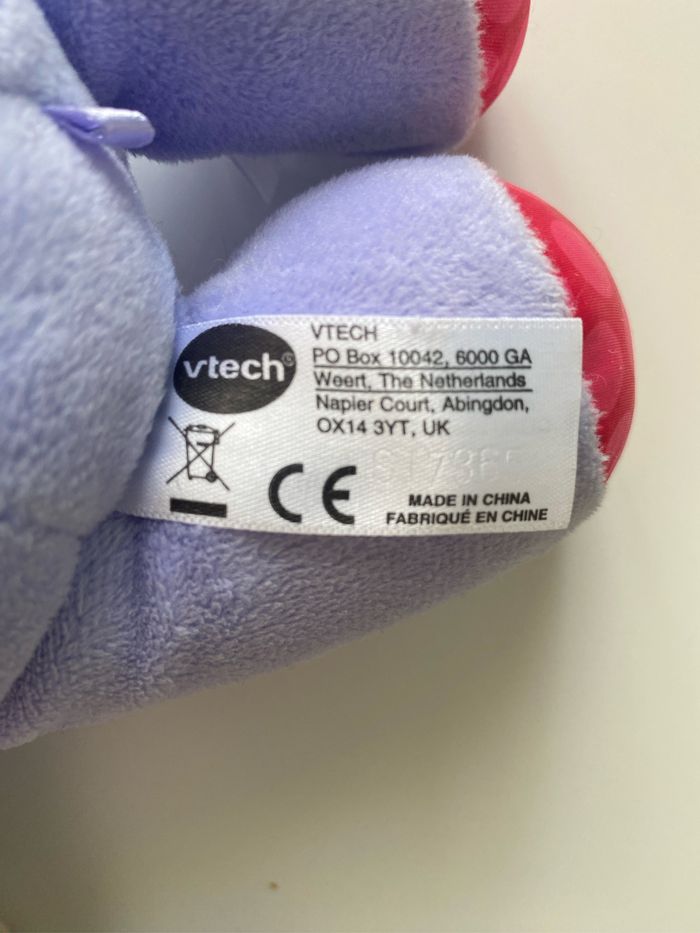 vtech®
VTECH
PO Box 10042, 6000 GA
Weert, The Netherlands
Napier Court, Abingdon,
OX14 3YT, UK
CE
MADE IN CHINA
FABRIQUÉ EN CHINE